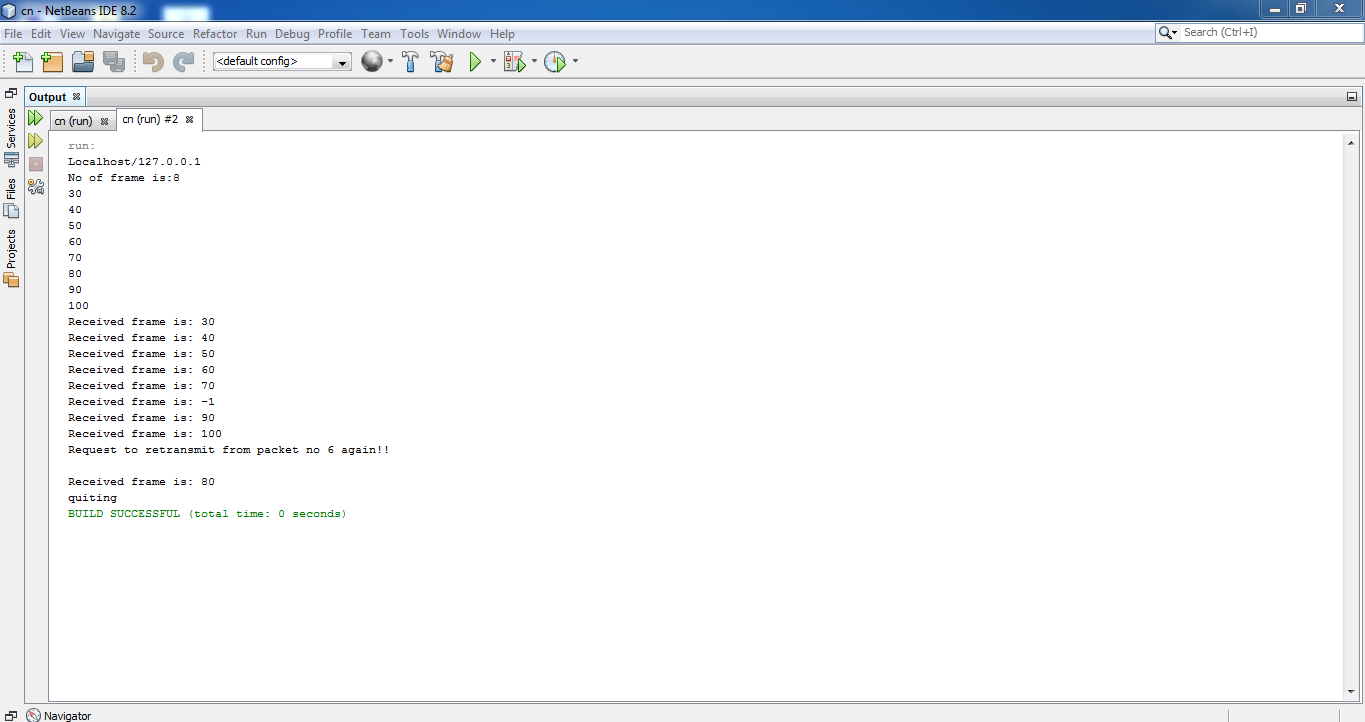 cn - NetBeans IDE 8.2
File Edit View Navigate Source Refactor Run Debug Profile Team Tools Window Help
Search (Ctrl+I)
<default config>
Output
Services
Files
Projects
cn (run)
cn (run) #2
run:
Localhost/127.0.0.1
No of frame is:8
30
40
50
60
70
80
90
100
Received frame is: 30
Received frame is: 40
Received frame is: 50
Received frame is: 60
Received frame is: 70
Received frame is: -1
Received frame is: 90
Received frame is: 100
Request to retransmit from packet no 6 again!!
Received frame is: 80
quiting
BUILD SUCCESSFUL (total time: 0 seconds)
Navigator